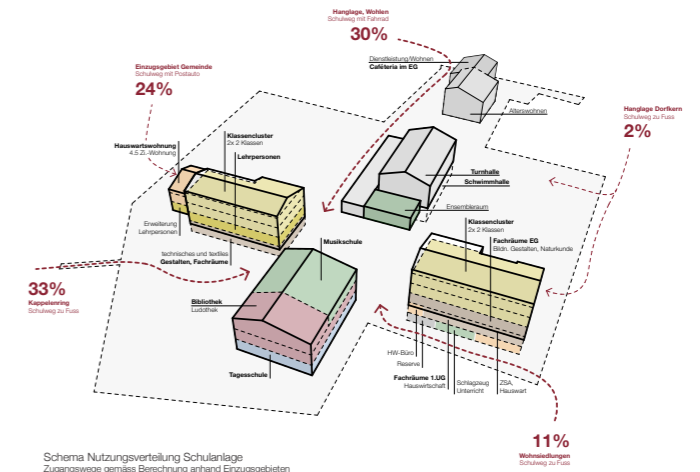 Hanglage, Wohlen
Schulweg mit Fahrrad
30%
Dienstleistung/Wohnen
Cafèteria im EG
Alterswohnen
Einzugsgebiet Gemeinde
Schulweg mit Postauto
24%
Hanglage Dorfkern
Schulweg zu Fuss
2%
Hauswartswohnung
4.5 Zi.-Wohnung
Klassencluster
2x 2 Klassen
Lehrpersonen
Turnhalle
Schwimmhalle
Ensembleraum
Klassencluster
2x 2 Klassen
Fachräume EG
Bildn. Gestalten, Naturkunde
Erweiterung
Lehrpersonen
technisches und textiles
Gestalten, Fachräume
Musikschule
33%
Kappelenring
Schulweg zu Fuss
Bibliothek
Ludothek
Tagesschule
HW-Büro
Reserve
Fachräume 1.UG
Hauswirtschaft
Schlagzeug
Unterricht
ZSA,
Hauswart
11%
Wohnsiedlungen
Schulweg zu Fuss
Schema Nutzungsverteilung Schulanlage
Zugangswege gemäss Berechnung anhand Einzugsgebieten